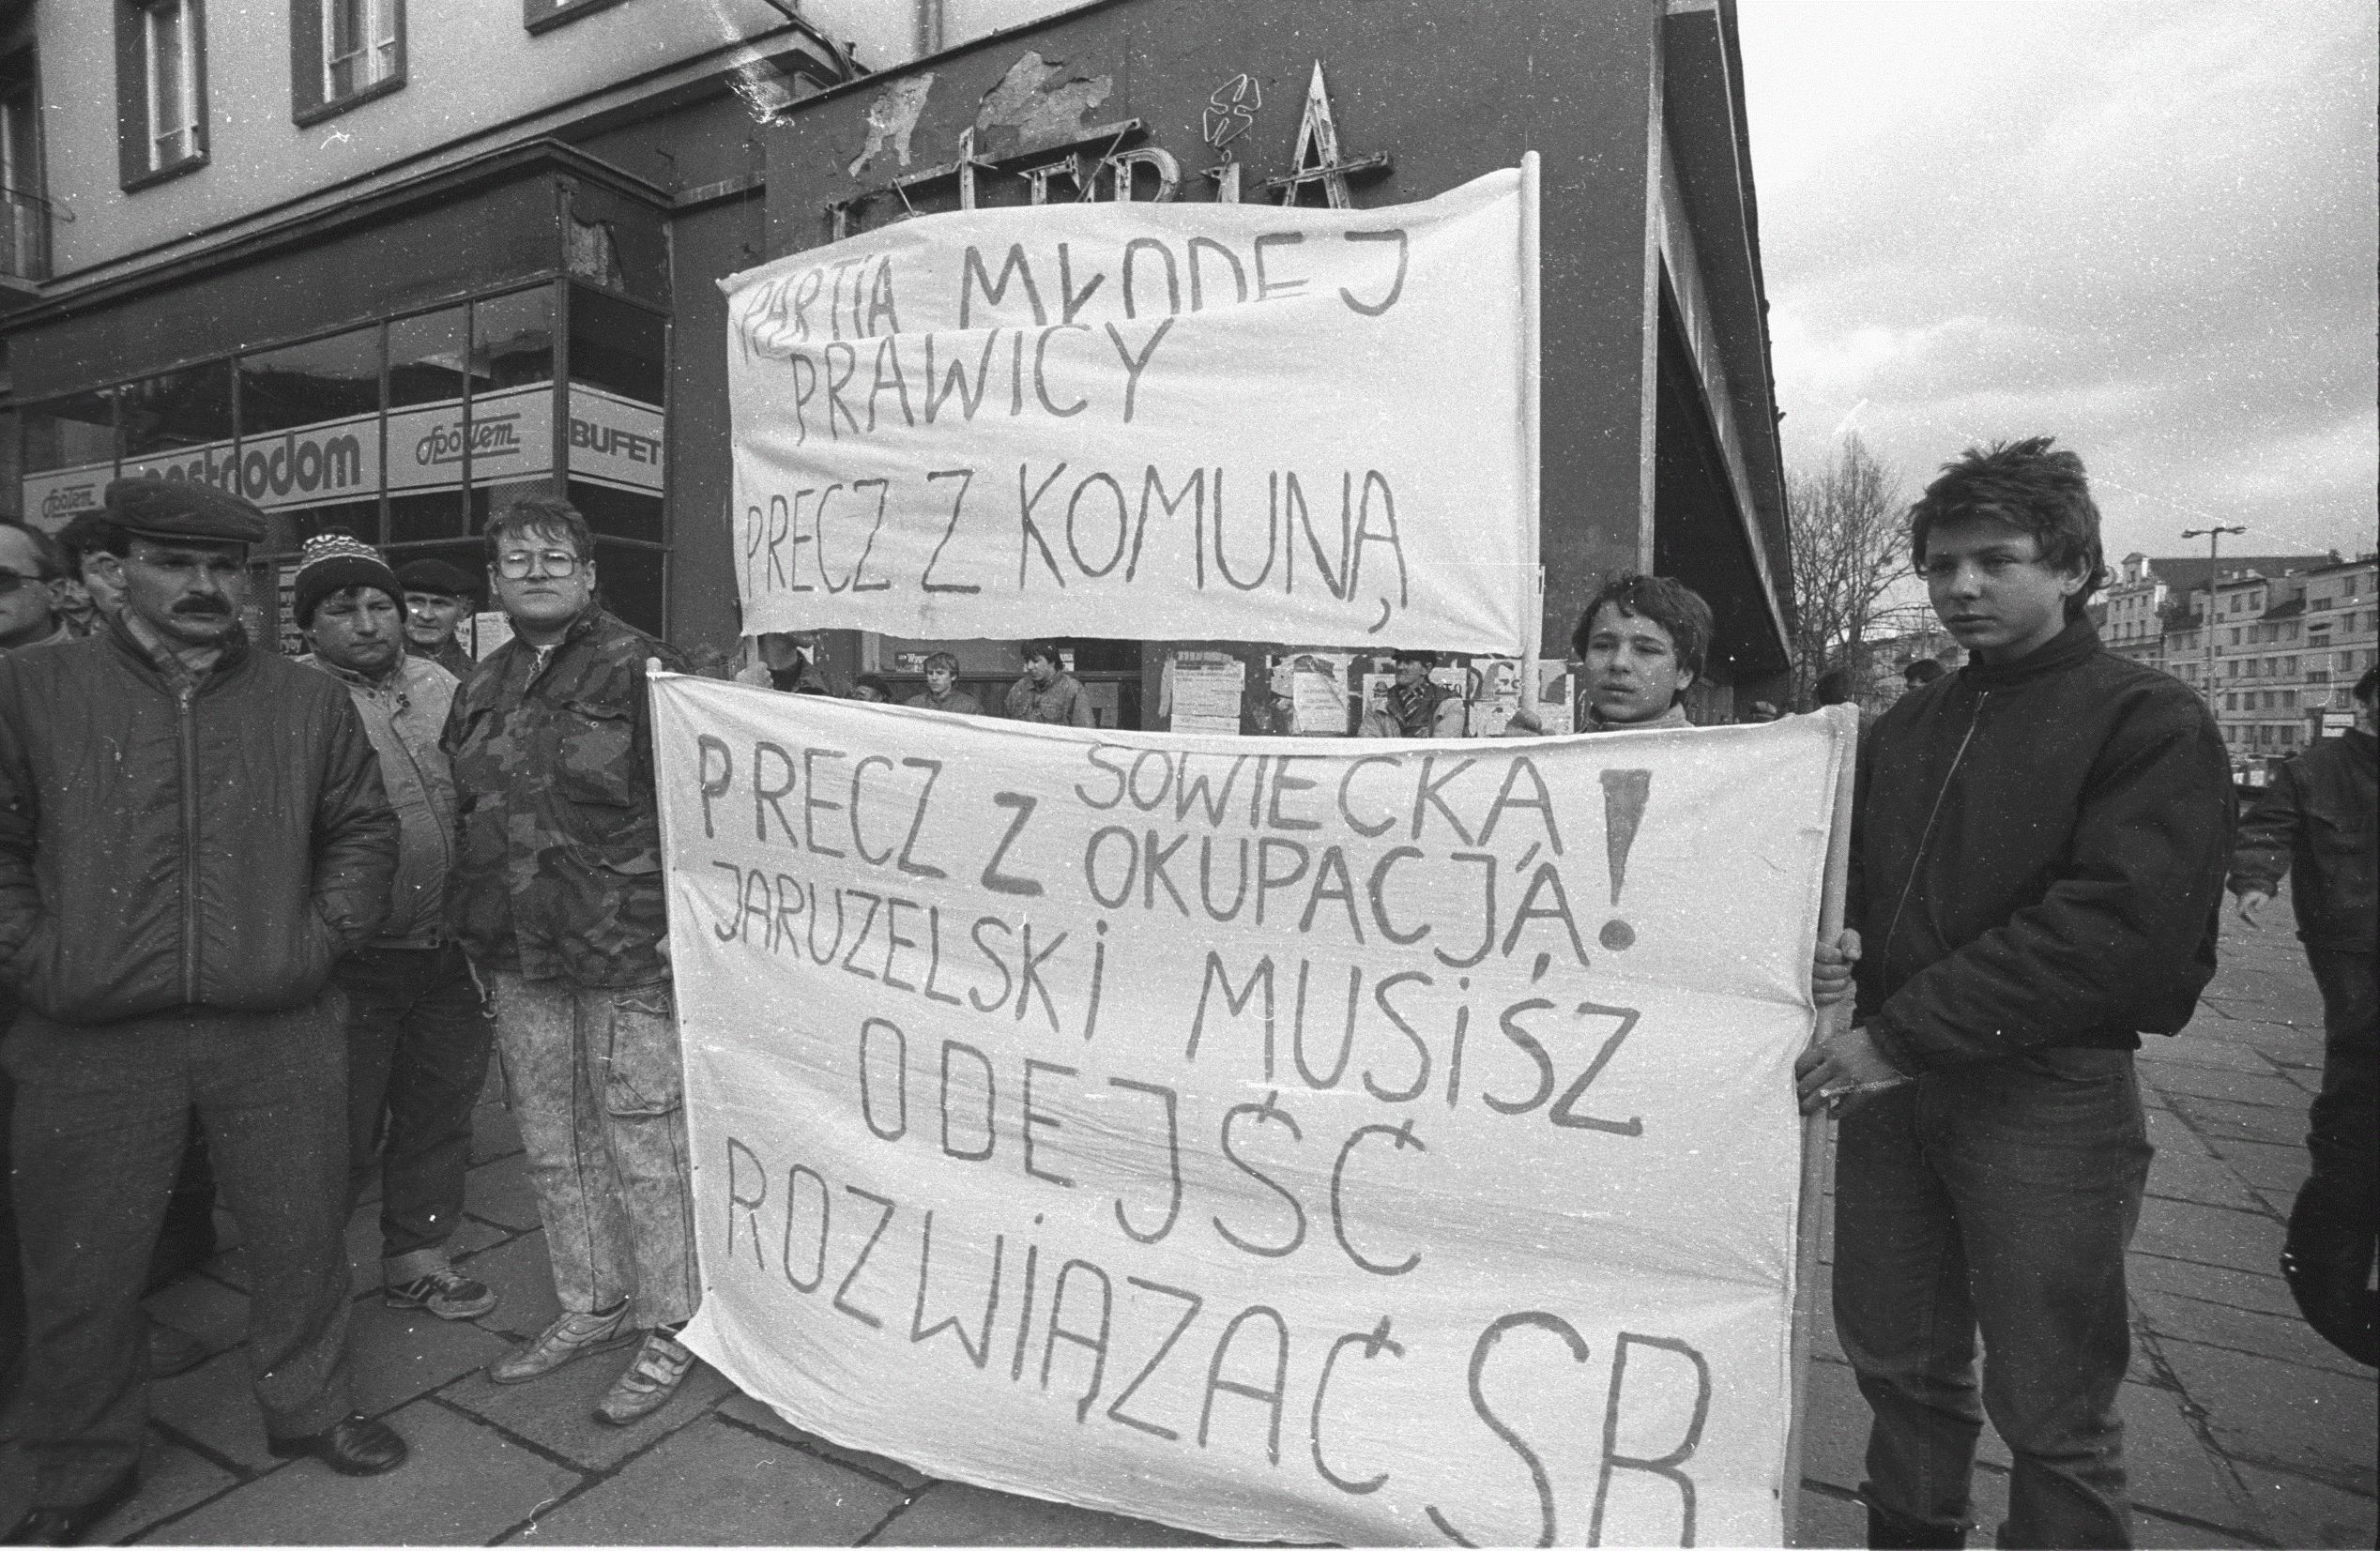 PARTIA MŁODEJ
PRAWICY
PRECZ Z KOMUNĄ
Społem
Społem
BUFET
PRECZ Z SOWIECKĄ
OKUPACJĄ!
JARUZELSKI MUSISZ
ODEJŚĆ
ROZWIĄZAĆ SB